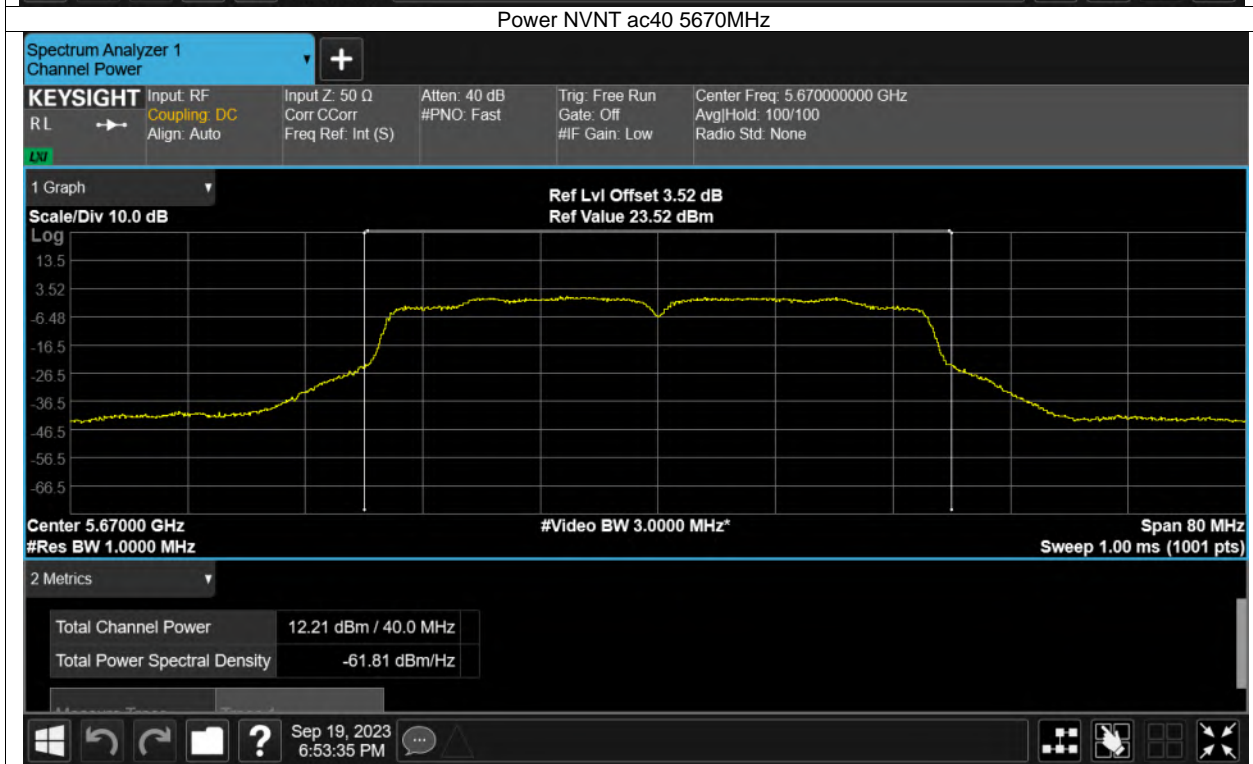 Power NVNT ac40 5670MHz
Spectrum Analyzer 1
Channel Power
KEYSIGHT
RL
LXI
Input: RF
Coupling: DC
Align: Auto
Input Z: 50 Ω
Corr CCorr
Freq Ref: Int (S)
Atten: 40 dB
#PNO: Fast
Trig: Free Run
Gate: Off
#IF Gain: Low
Center Freq: 5.670000000 GHz
Avg|Hold: 100/100
Radio Std: None
1 Graph
Scale/Div 10.0 dB
Ref Lvl Offset 3.52 dB
Ref Value 23.52 dBm
Log
13.5
3.52
-6.48
-16.5
-26.5
-36.5
-46.5
-56.5
-66.5
Center 5.67000 GHz
#Video BW 3.0000 MHz*
Span 80 MHz
#Res BW 1.0000 MHz
Sweep 1.00 ms (1001 pts)
2 Metrics
Total Channel Power 12.21 dBm / 40.0 MHz
Total Power Spectral Density -61.81 dBm/Hz
Sep 19, 2023
6:53:35 PM